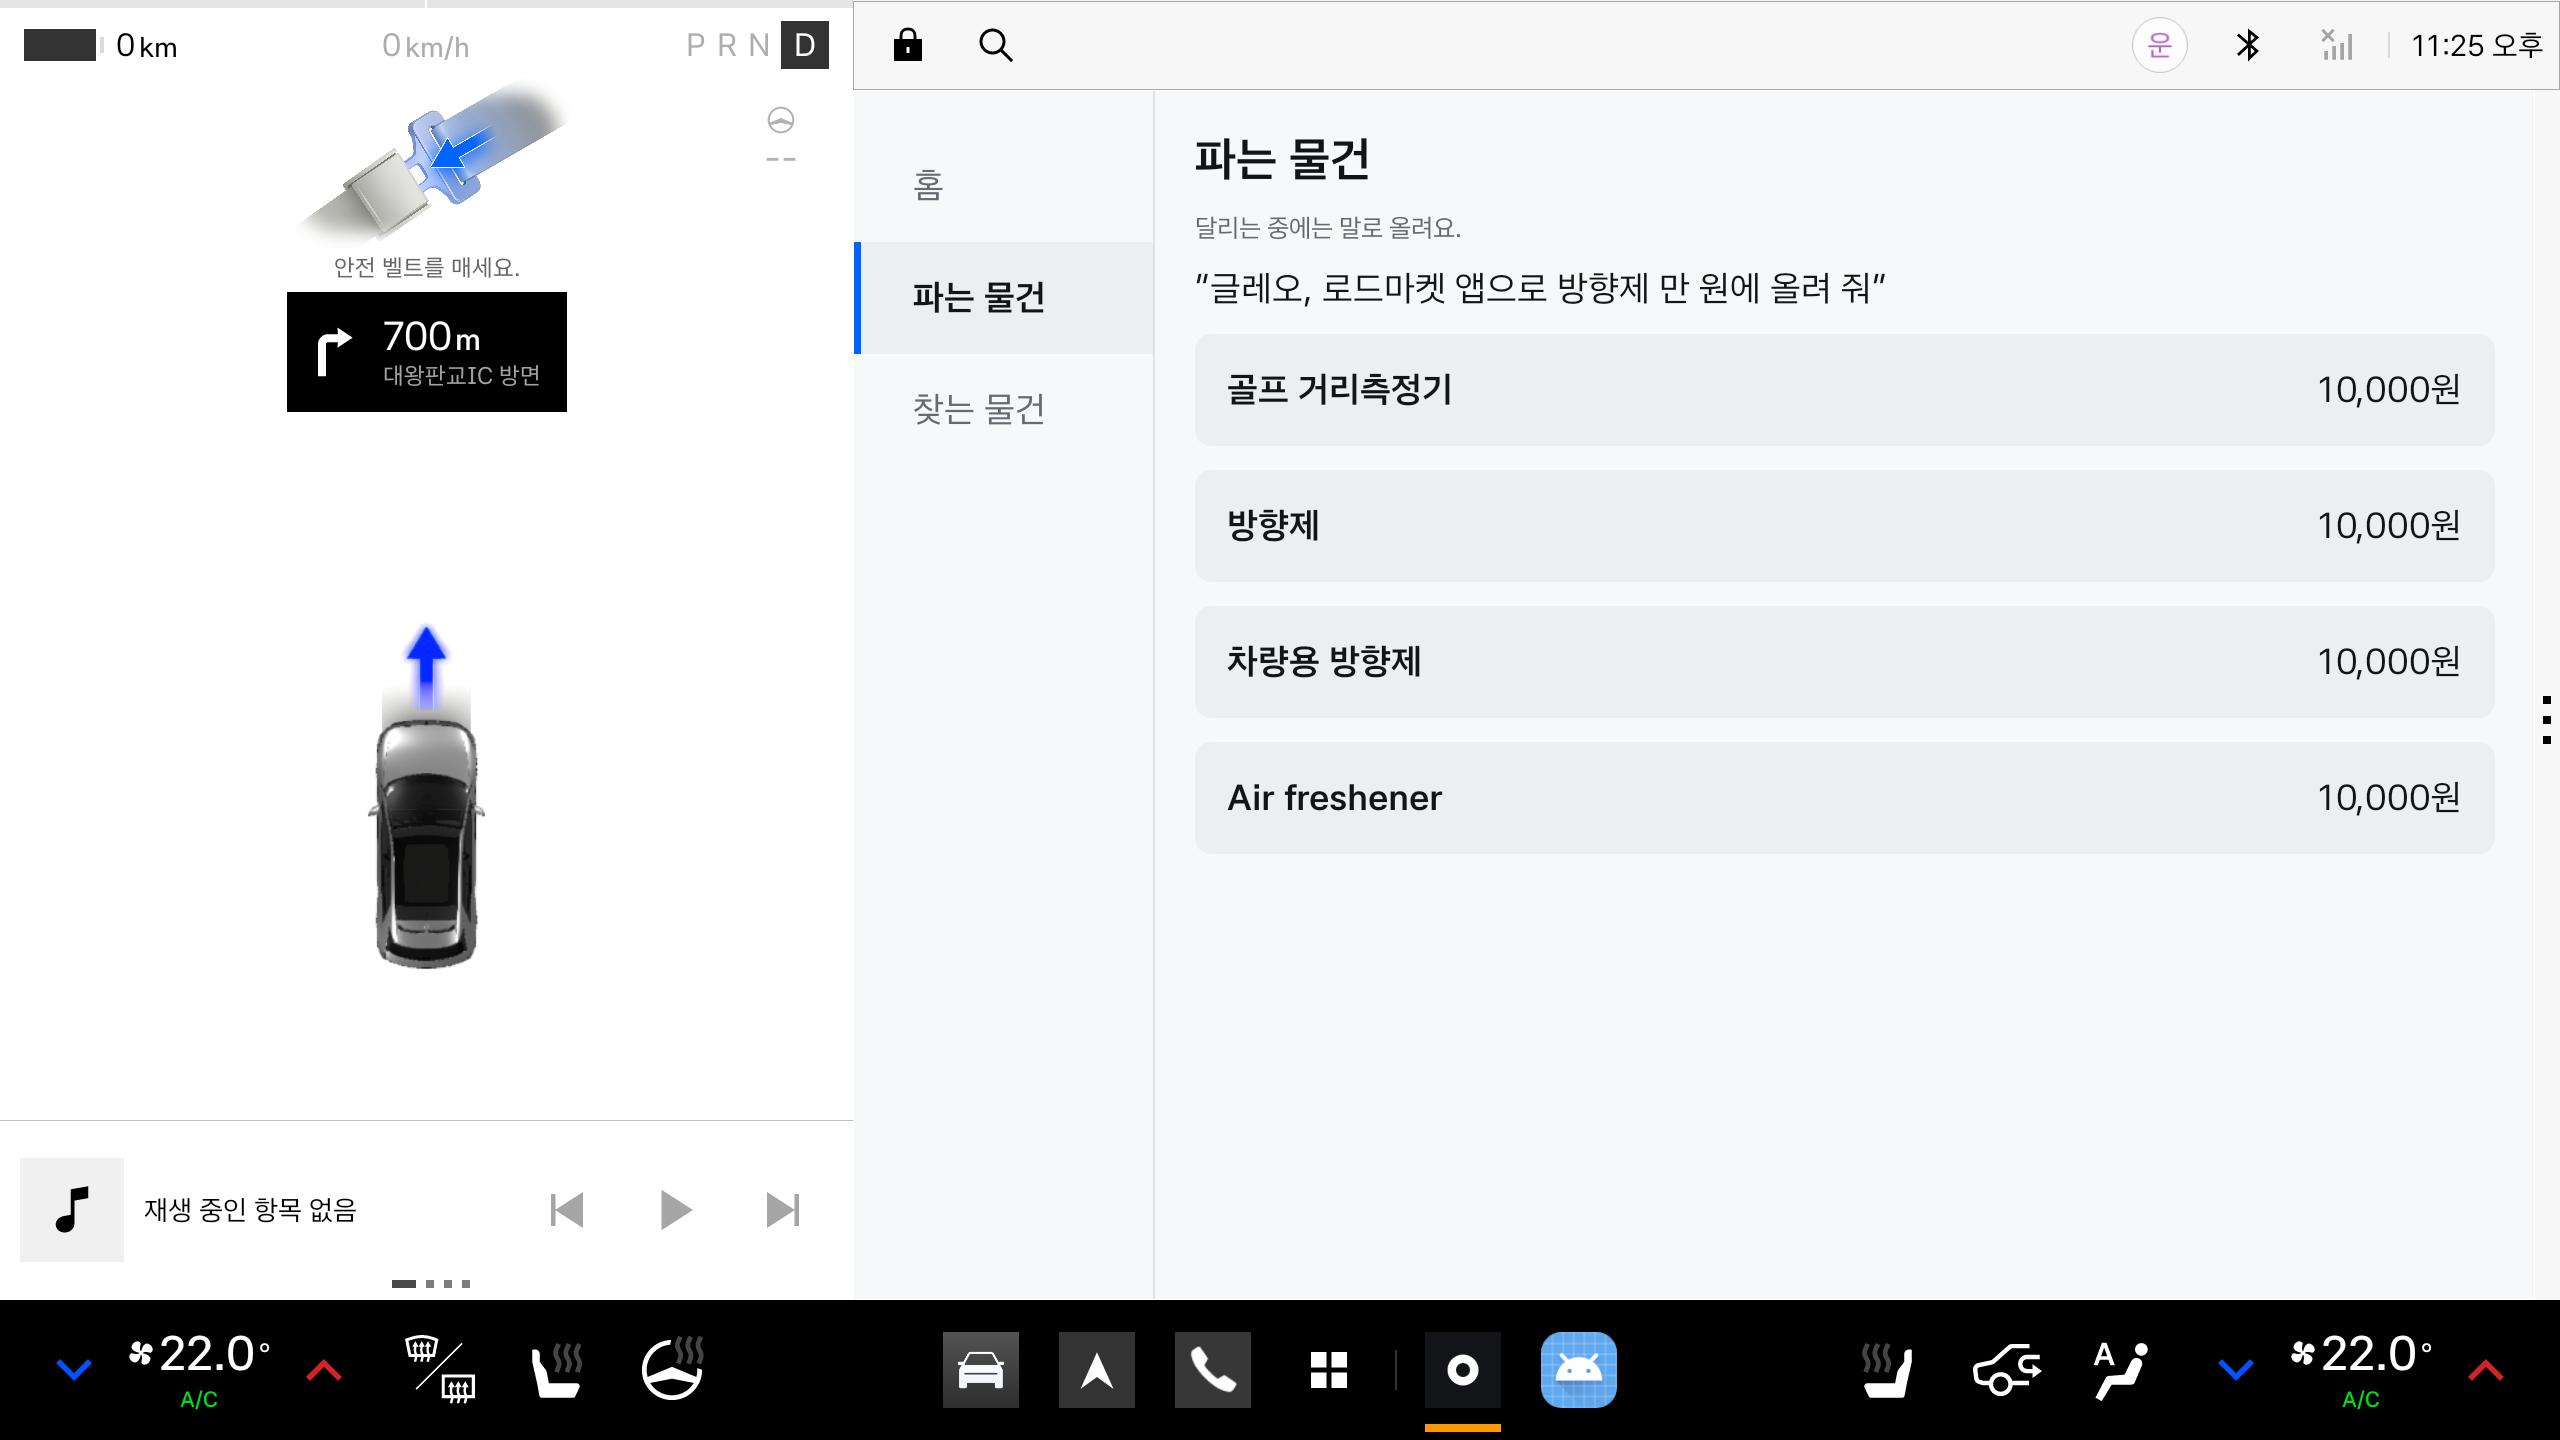 0 km
0 km/h
P R N D
안전 벨트를 매세요.
700 m
대왕판교IC 방면
재생 중인 항목 없음
운
11:25 오후
홈
파는 물건
찾는 물건
파는 물건
달리는 중에는 말로 올려요.
"글레오, 로드마켓 앱으로 방향제 만 원에 올려 줘"
골프 거리측정기 10,000원
방향제 10,000원
차량용 방향제 10,000원
Air freshener 10,000원
22.0°
A/C
A
22.0°
A/C